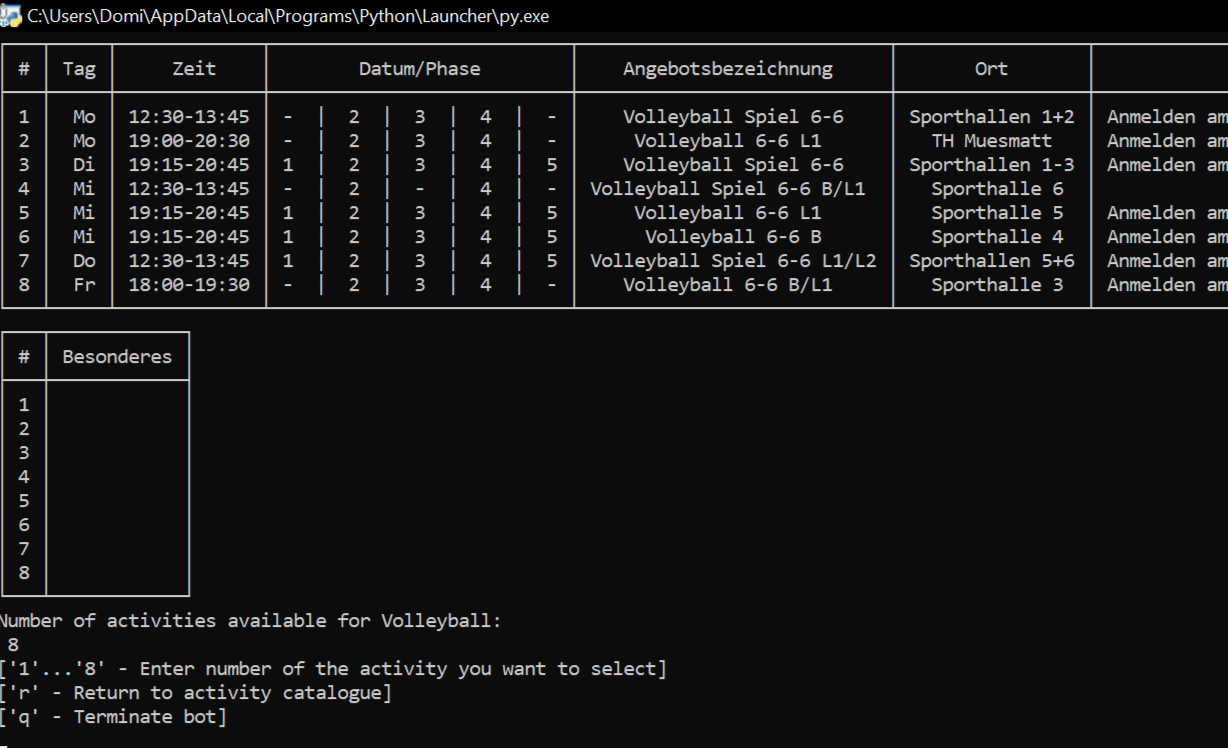 C:\Users\Domi\AppData\Local\Programs\Python\Launcher\py.exe
# Tag Zeit Datum/Phase Angebotsbezeichnung Ort
1 Mo 12:30-13:45 - | 2 | 3 | 4 | - Volleyball Spiel 6-6 Sporthallen 1+2 Anmelden am
2 Mo 19:00-20:30 - | 2 | 3 | 4 | - Volleyball 6-6 L1 TH Muesmatt Anmelden am
3 Di 19:15-20:45 1 | 2 | 3 | 4 | 5 Volleyball Spiel 6-6 Sporthallen 1-3 Anmelden am
4 Mi 12:30-13:45 - | 2 | - | 4 | - Volleyball Spiel 6-6 B/L1 Sporthalle 6
5 Mi 19:15-20:45 1 | 2 | 3 | 4 | 5 Volleyball 6-6 L1 Sporthalle 5 Anmelden am
6 Mi 19:15-20:45 1 | 2 | 3 | 4 | 5 Volleyball 6-6 B Sporthalle 4 Anmelden am
7 Do 12:30-13:45 1 | 2 | 3 | 4 | 5 Volleyball Spiel 6-6 L1/L2 Sporthallen 5+6 Anmelden am
8 Fr 18:00-19:30 - | 2 | 3 | 4 | - Volleyball 6-6 B/L1 Sporthalle 3 Anmelden am
# Besonderes
1
2
3
4
5
6
7
8
Number of activities available for Volleyball:
8
['1'...'8' - Enter number of the activity you want to select]
['r' - Return to activity catalogue]
['q' - Terminate bot]